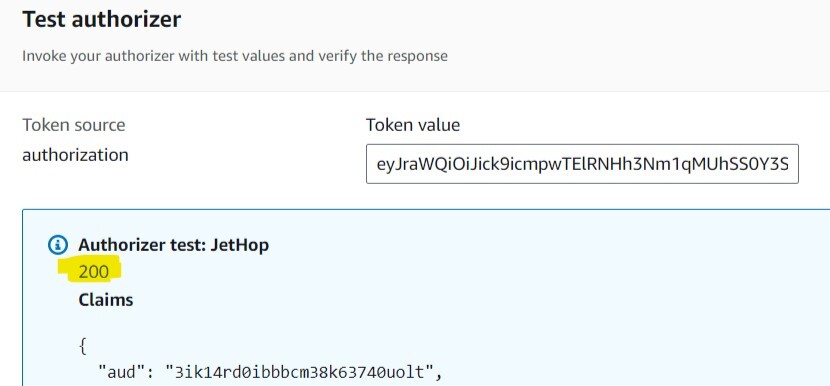 Test authorizer
Invoke your authorizer with test values and verify the response
Token source
authorization
Token value
eyJraWQiOiJick9icmpwTElRNHh3Nm1qMUhSS0Y3S
Authorizer test: JetHop
200
Claims
{
"aud": "3ik14rd0ibbbcm38k63740uolt",